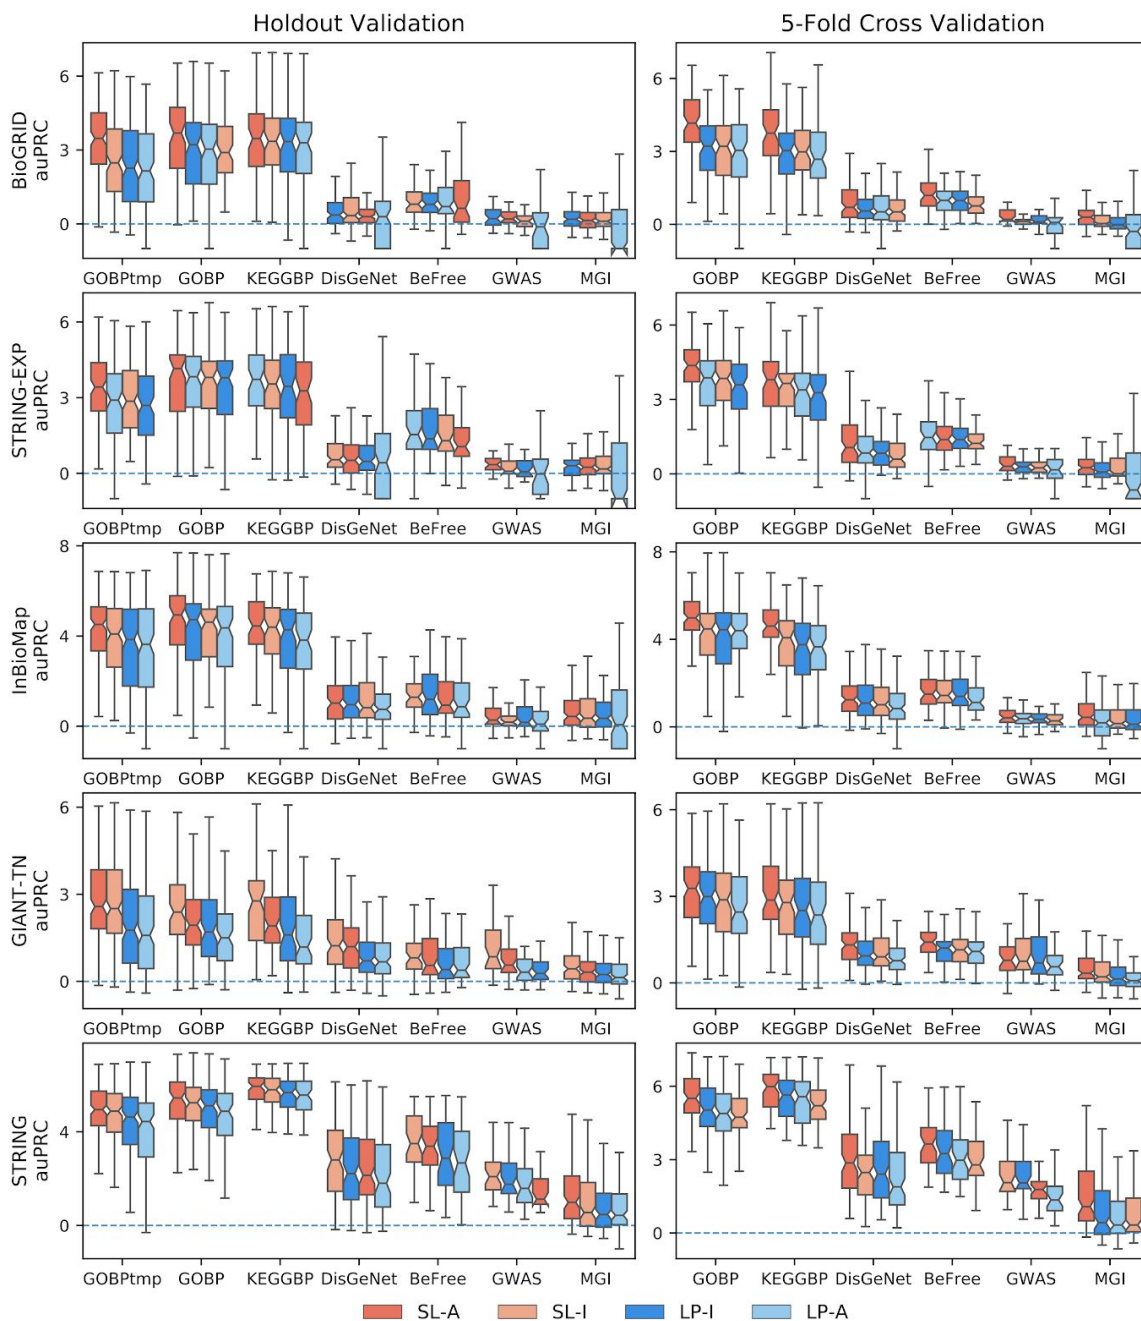 Holdout Validation
5-Fold Cross Validation
BioGRID
auPRC
6
3
0
6
3
0
GOBPtmp GOBP KEGGBP DisGeNet BeFree GWAS MGI
GOBP KEGGBP DisGeNet BeFree GWAS MGI
STRING-EXP
auPRC
6
3
0
6
3
0
GOBPtmp GOBP KEGGBP DisGeNet BeFree GWAS MGI
GOBP KEGGBP DisGeNet BeFree GWAS MGI
InBioMap
auPRC
8
4
0
8
4
0
GOBPtmp GOBP KEGGBP DisGeNet BeFree GWAS MGI
GOBP KEGGBP DisGeNet BeFree GWAS MGI
GIANT-TN
auPRC
6
3
0
6
3
0
GOBPtmp GOBP KEGGBP DisGeNet BeFree GWAS MGI
GOBP KEGGBP DisGeNet BeFree GWAS MGI
STRING
auPRC
4
0
6
3
0
GOBPtmp GOBP KEGGBP DisGeNet BeFree GWAS MGI
GOBP KEGGBP DisGeNet BeFree GWAS MGI
SL-A SL-I LP-I LP-A